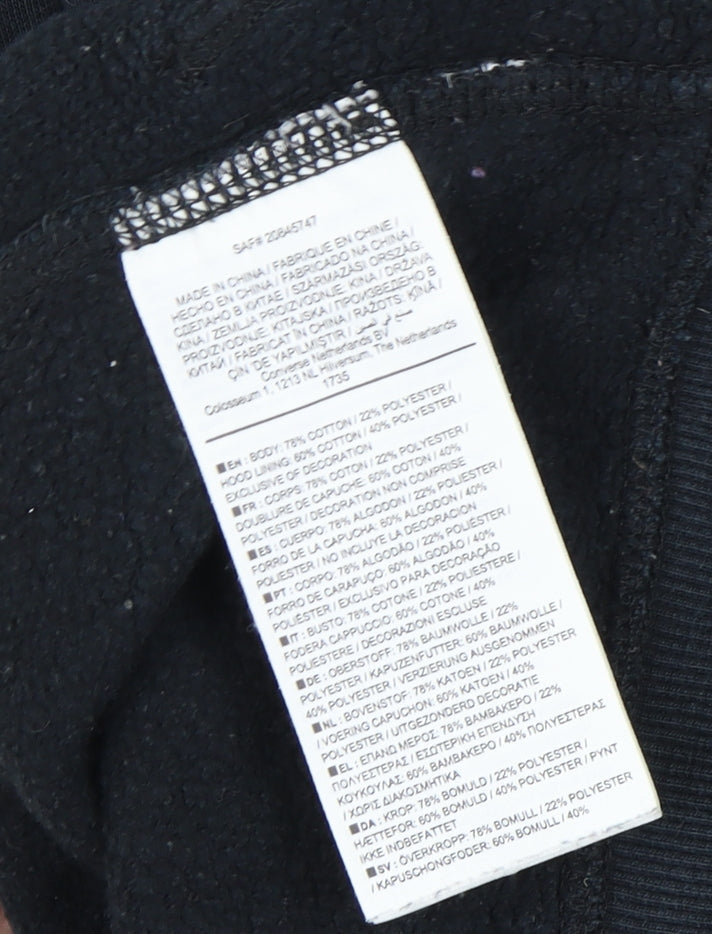 SAF# 20845747
MADE IN CHINA / FABRIQUE EN CHINE /
HECHO EN CHINA / FABRICADO NA CHINA /
СДЕЛАНО В КИТАЕ / SZÁRMAZÁSI ORSZÁG:
KÍNA / ZEMLJA PROIZVODNJE: KINA / DRŽAVA
PROIZVODNJE: KITAJSKA / ПРОИЗВЕДЕНО В
КИТАЙ / FABRICAT ÎN CHINA / RAŽOTS: ĶĪNĀ /
ÇİN DE YAPILMIŞTIR / صنع في الصين
Converse Netherlands BV
Colosseum 1, 1213 NL Hilversum, The Netherlands
1735
■EN : BODY: 78% COTTON / 22% POLYESTER /
HOOD LINING: 60% COTTON / 40% POLYESTER /
EXCLUSIVE OF DECORATION
■FR : CORPS: 78% COTON / 22% POLYESTER /
DOUBLURE DE CAPUCHE: 60% COTON / 40%
POLYESTER / DECORATION NON COMPRISE
■ES : CUERPO: 78% ALGODON / 22% POLIESTER /
FORRO DE LA CAPUCHA: 60% ALGODON / 40%
POLIESTER / NO INCLUYE LA DECORACION
■PT : CORPO: 78% ALGODÃO / 22% POLIÉSTER /
FORRO DE CARAPUÇO: 60% ALGODÃO / 40%
POLIÉSTER / EXCLUSIVO PARA DECORAÇÃO
■IT : BUSTO: 78% COTONE / 22% POLIESTERE /
FODERA CAPPUCCIO: 60% COTONE / 40%
POLIESTERE / DECORAZIONI ESCLUSE
■DE : OBERSTOFF: 78% BAUMWOLLE / 22%
POLYESTER / KAPUZENFUTTER: 60% BAUMWOLLE /
40% POLYESTER / VERZIERUNG AUSGENOMMEN
■NL : BOVENSTOF: 78% KATOEN / 22% POLYESTER
/ VOERING CAPUCHON: 60% KATOEN / 40%
POLYESTER / UITGEZONDERD DECORATIE
■EL : ΕΠΑΝΩ ΜΕΡΟΣ: 78% ΒΑΜΒΑΚΕΡΟ / 22%
ΠΟΛΥΕΣΤΕΡΑΣ / ΕΣΩΤΕΡΙΚΗ ΕΠΕΝΔΥΣΗ
ΚΟΥΚΟΥΛΑΣ: 60% ΒΑΜΒΑΚΕΡΟ / 40% ΠΟΛΥΕΣΤΕΡΑΣ
/ ΧΩΡΙΣ ΔΙΑΚΟΣΜΗΤΙΚΑ
■DA : KROP: 78% BOMULD / 22% POLYESTER /
HÆTTEFOR: 60% BOMULD / 40% POLYESTER / PYNT
IKKE INDBEFATTET
■SV : ÖVERKROPP: 78% BOMULL / 22% POLYESTER
/ KAPUSCHONGFODER: 60% BOMULL / 40%